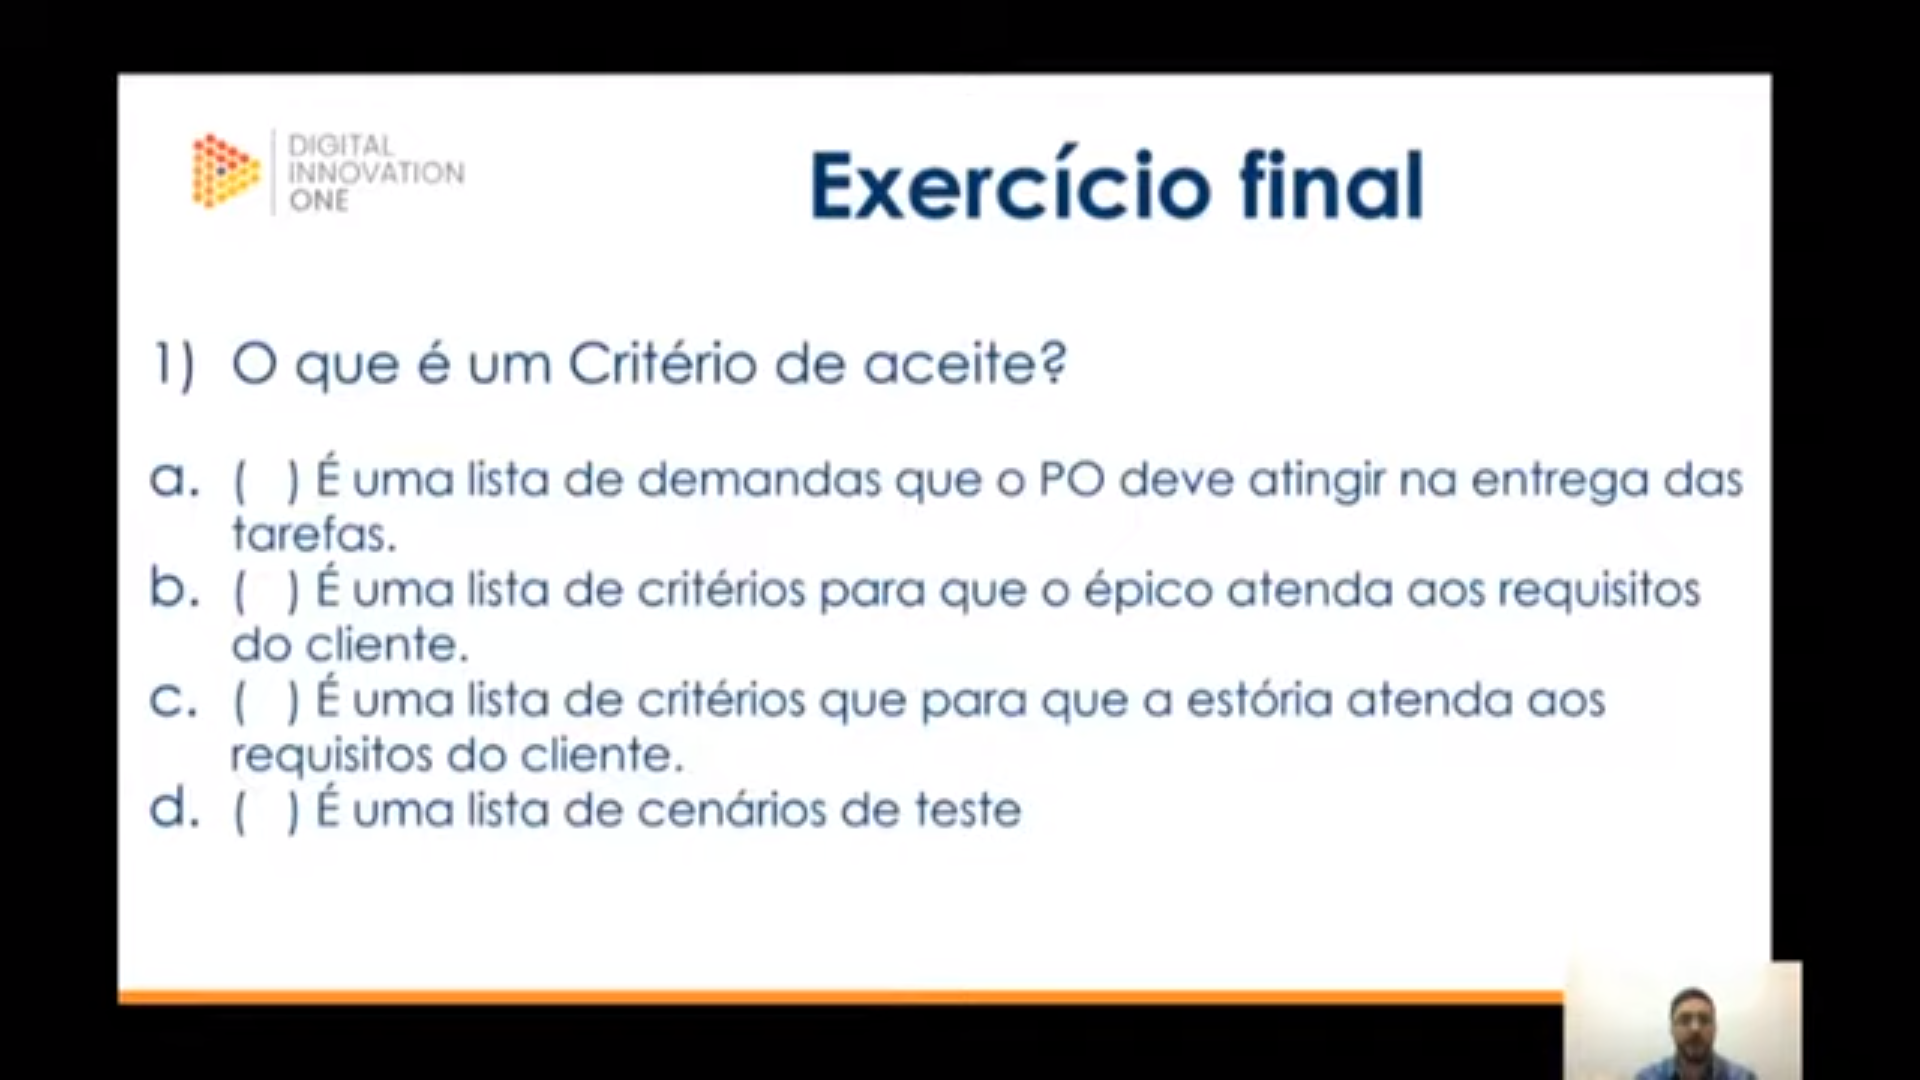 DIGITAL
INNOVATION
ONE
Exercício final
1) O que é um Critério de aceite?
a. ( ) É uma lista de demandas que o PO deve atingir na entrega das
tarefas.
b. ( ) É uma lista de critérios para que o épico atenda aos requisitos
do cliente.
c. ( ) É uma lista de critérios que para que a estória atenda aos
requisitos do cliente.
d. ( ) É uma lista de cenários de teste